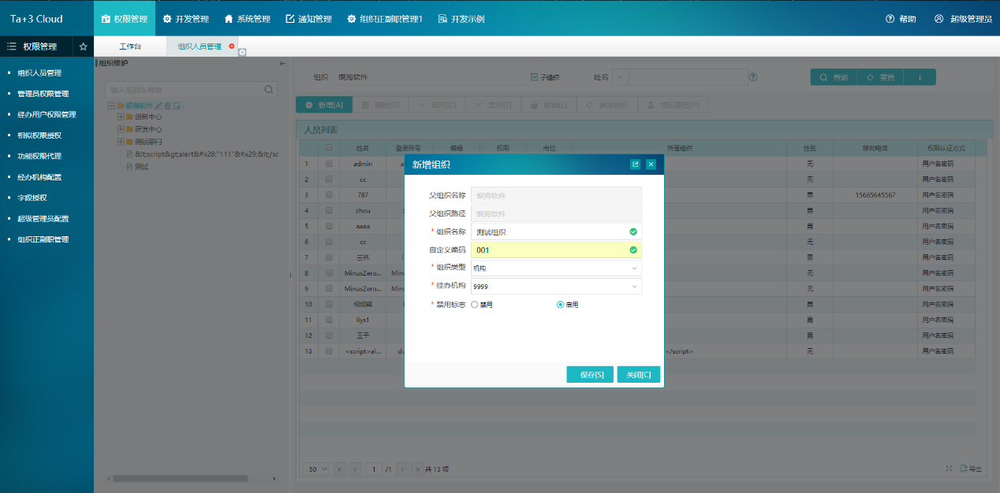 Ta+3 Cloud 权限管理 开发管理 系统管理 通知管理 组织正副职管理1 开发示例 帮助 超级管理员
权限管理 工作台 组织人员管理
组织人员管理
管理员权限管理
经办用户权限管理
相似权限授权
功能权限代理
经办机构配置
字段授权
超级管理员配置
组织正副职管理
组织维护
输入后回车检索
银海软件
创新中心
研发中心
测试部门
&lt;script&gt;alert&#x28;"111"&#x29;&lt;/sc
测试
组织 银海软件 子组织 姓名 查询 重置
新增[A] 删除[R] 启用[D] 禁用[E] 解锁[L] 更改组织 密码重置[P]
人员列表
姓名 登录账号 编辑 权限 岗位 所属组织 性别 移动电话 权限认证方式
1 admin 无 用户名密码
2 cc 无 用户名密码
3 787 男 15665645567 用户名密码
4 zhou 男 用户名密码
5 aaaa 男 用户名密码
6 cc 无 用户名密码
7 兰林 男 用户名密码
8 MinusZero... Minu 无 用户名密码
9 MinusZero... Minu 无 用户名密码
10 何绍辉 男 用户名密码
11 liys1 男 用户名密码
12 王干 男 用户名密码
13 <script>al... </script> 无 用户名密码
新增组织
父组织名称 银海软件
父组织路径 银海软件
* 组织名称 测试组织
自定义编码 001
* 组织类型 机构
* 经办机构 9999
* 禁用标志 禁用 启用
保存[S] 关闭[C]
50 1 /1 共 13 项 导出